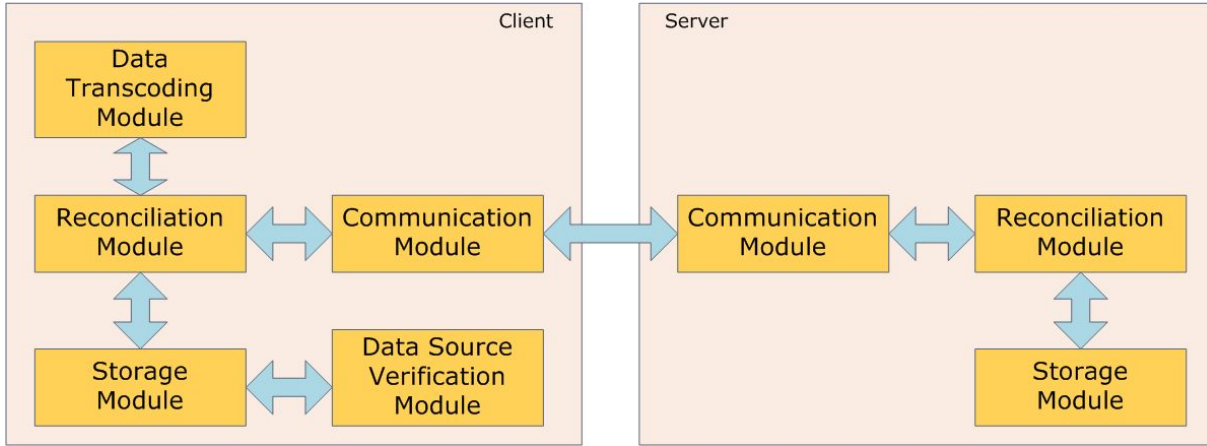 Client
Data
Transcoding
Module
Reconciliation
Module
Communication
Module
Storage
Module
Data Source
Verification
Module
Server
Communication
Module
Reconciliation
Module
Storage
Module